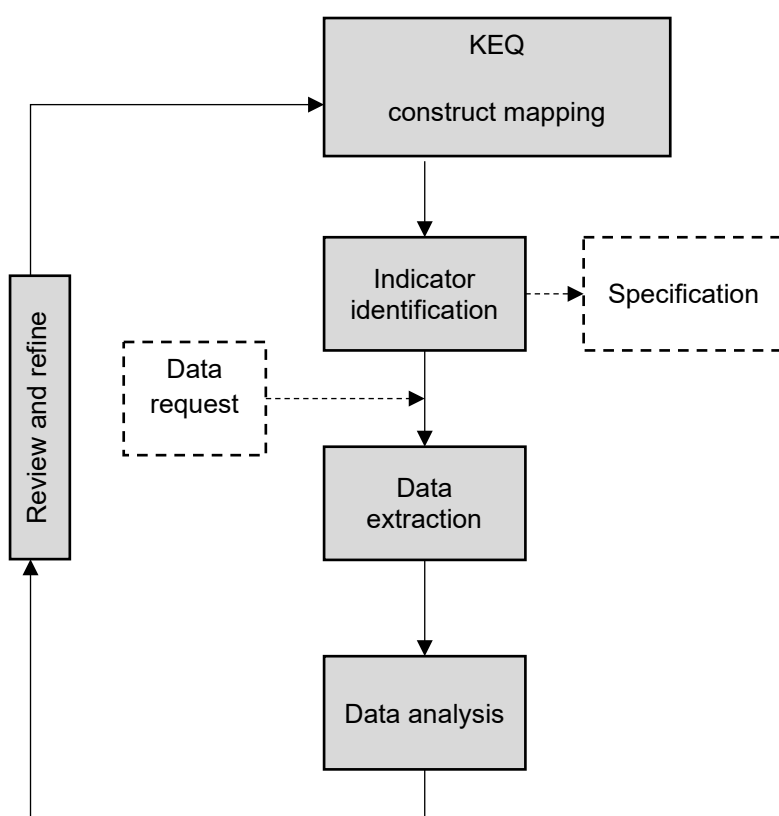 KEQ
construct mapping
Indicator
identification
Specification
Data
request
Review and refine
Data
extraction
Data analysis